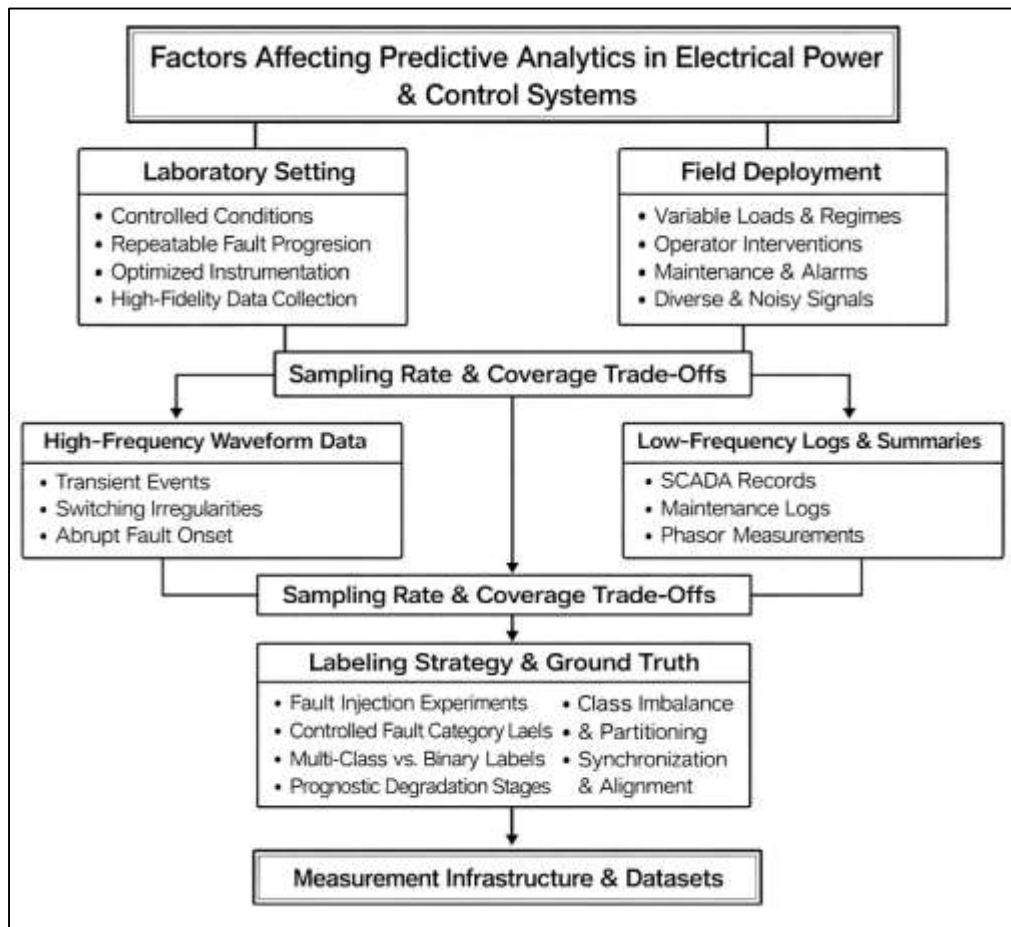 Factors Affecting Predictive Analytics in Electrical Power
& Control Systems
Laboratory Setting
• Controlled Conditions
• Repeatable Fault Progresion
• Optimized Instrumentation
• High-Fidelity Data Collection
Field Deployment
• Variable Loads & Regimes
• Operator Interventions
• Maintenance & Alarms
• Diverse & Noisy Signals
Sampling Rate & Coverage Trade-Offs
High-Frequency Waveform Data
• Transient Events
• Switching Irregularities
• Abrupt Fault Onset
Low-Frequency Logs & Summaries
• SCADA Records
• Maintenance Logs
• Phasor Measurements
Sampling Rate & Coverage Trade-Offs
Labeling Strategy & Ground Truth
• Fault Injection Experiments
• Controlled Fault Category Laels
• Multi-Class vs. Binary Labels
• Prognostic Degradation Stages
• Class Imbalance
• & Partitioning
• Synchronization
& Alignment
Measurement Infrastructure & Datasets